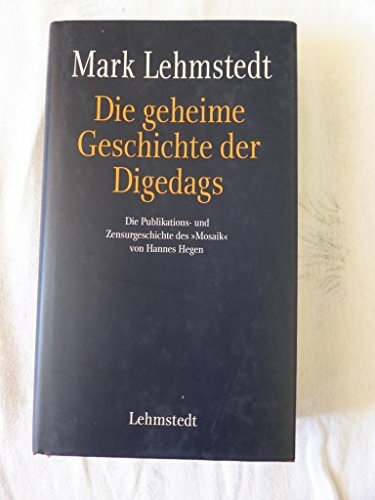 Mark Lehmstedt
Die geheime
Geschichte der
Digedags
Die Publikations- und
Zensurgeschichte des »Mosaik«
von Hannes Hegen
Lehmstedt